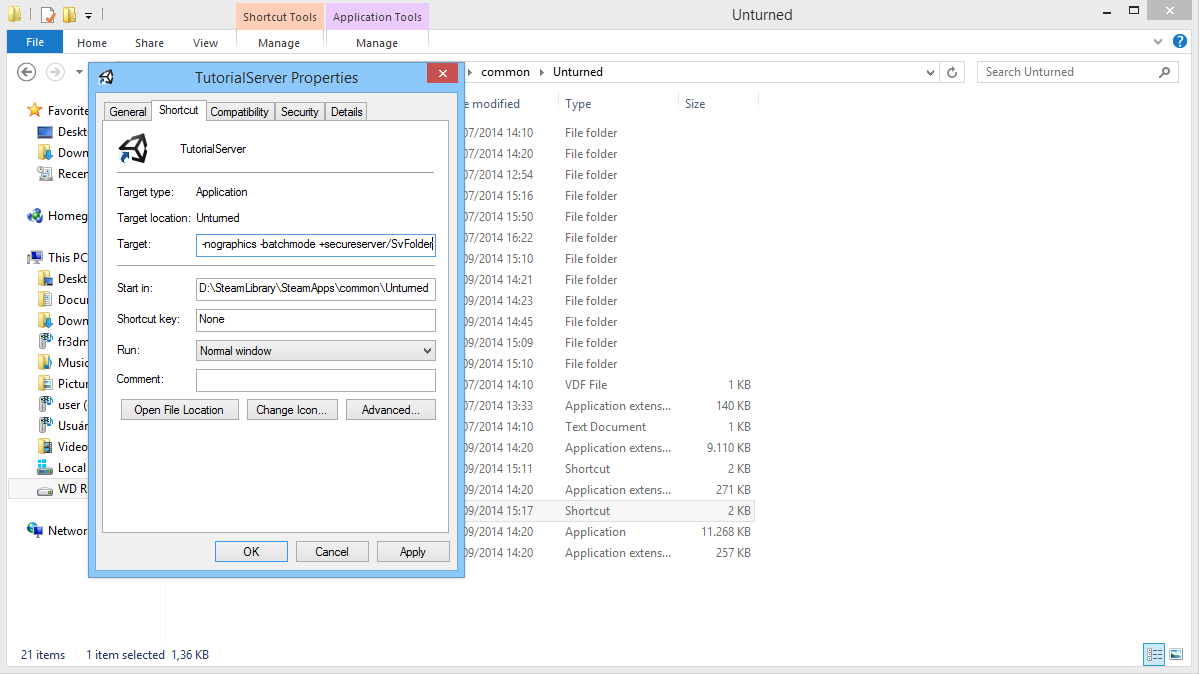 Shortcut Tools
Application Tools
Unturned
File
Home
Share
View
Manage
Manage
common
Unturned
Search Unturned
TutorialServer Properties
General
Shortcut
Compatibility
Security
Details
TutorialServer
Target type:
Application
Target location:
Unturned
Target:
-nographics -batchmode +secureserver/SvFolder
Start in:
D:\SteamLibrary\SteamApps\common\Unturned
Shortcut key:
None
Run:
Normal window
Comment:
Open File Location
Change Icon...
Advanced...
OK
Cancel
Apply
Favorite
Deskt
Down
Recen
Homeg
This PC
Deskt
Docu
Down
fr3dm
Music
Pictur
user (
Usuár
Video
Local
WD R
Networ
e modified
Type
Size
07/2014 14:10 File folder
07/2014 14:20 File folder
07/2014 12:54 File folder
07/2014 15:16 File folder
07/2014 15:50 File folder
07/2014 16:22 File folder
09/2014 15:10 File folder
09/2014 14:21 File folder
09/2014 14:23 File folder
09/2014 14:45 File folder
09/2014 15:09 File folder
09/2014 15:10 File folder
07/2014 14:10 VDF File 1 KB
07/2014 13:33 Application extens... 140 KB
07/2014 14:10 Text Document 1 KB
09/2014 14:20 Application extens... 9.110 KB
09/2014 15:11 Shortcut 2 KB
09/2014 14:20 Application extens... 271 KB
09/2014 15:17 Shortcut 2 KB
09/2014 14:20 Application 11.268 KB
09/2014 14:20 Application extens... 257 KB
21 items
1 item selected 1,36 KB